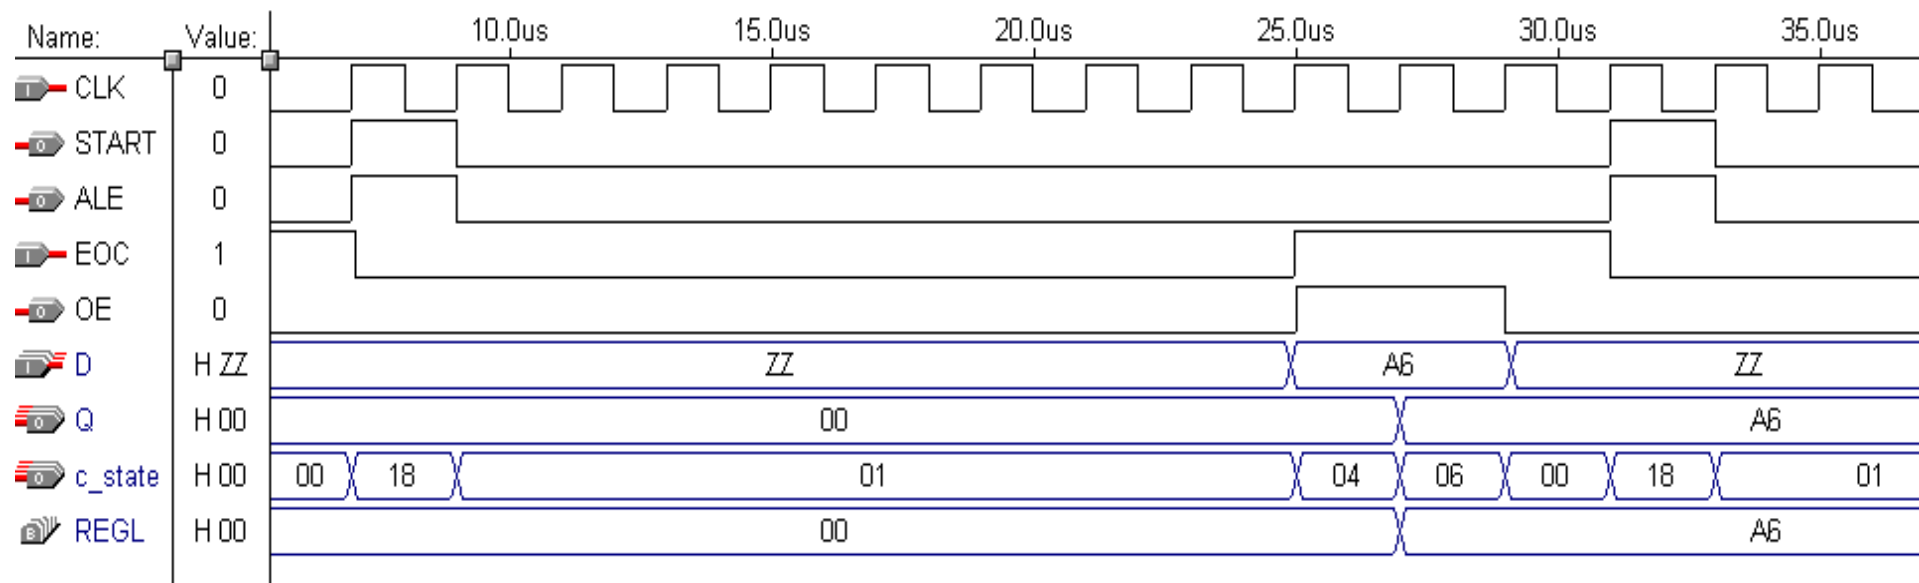 Name: Value: 10.0us 15.0us 20.0us 25.0us 30.0us 35.0us
I CLK 0
O START 0
O ALE 0
I EOC 1
O OE 0
I D H ZZ ZZ A6 ZZ
O Q H 00 00 A6
O c_state H 00 00 18 01 04 06 00 18 01
B REGL H 00 00 A6